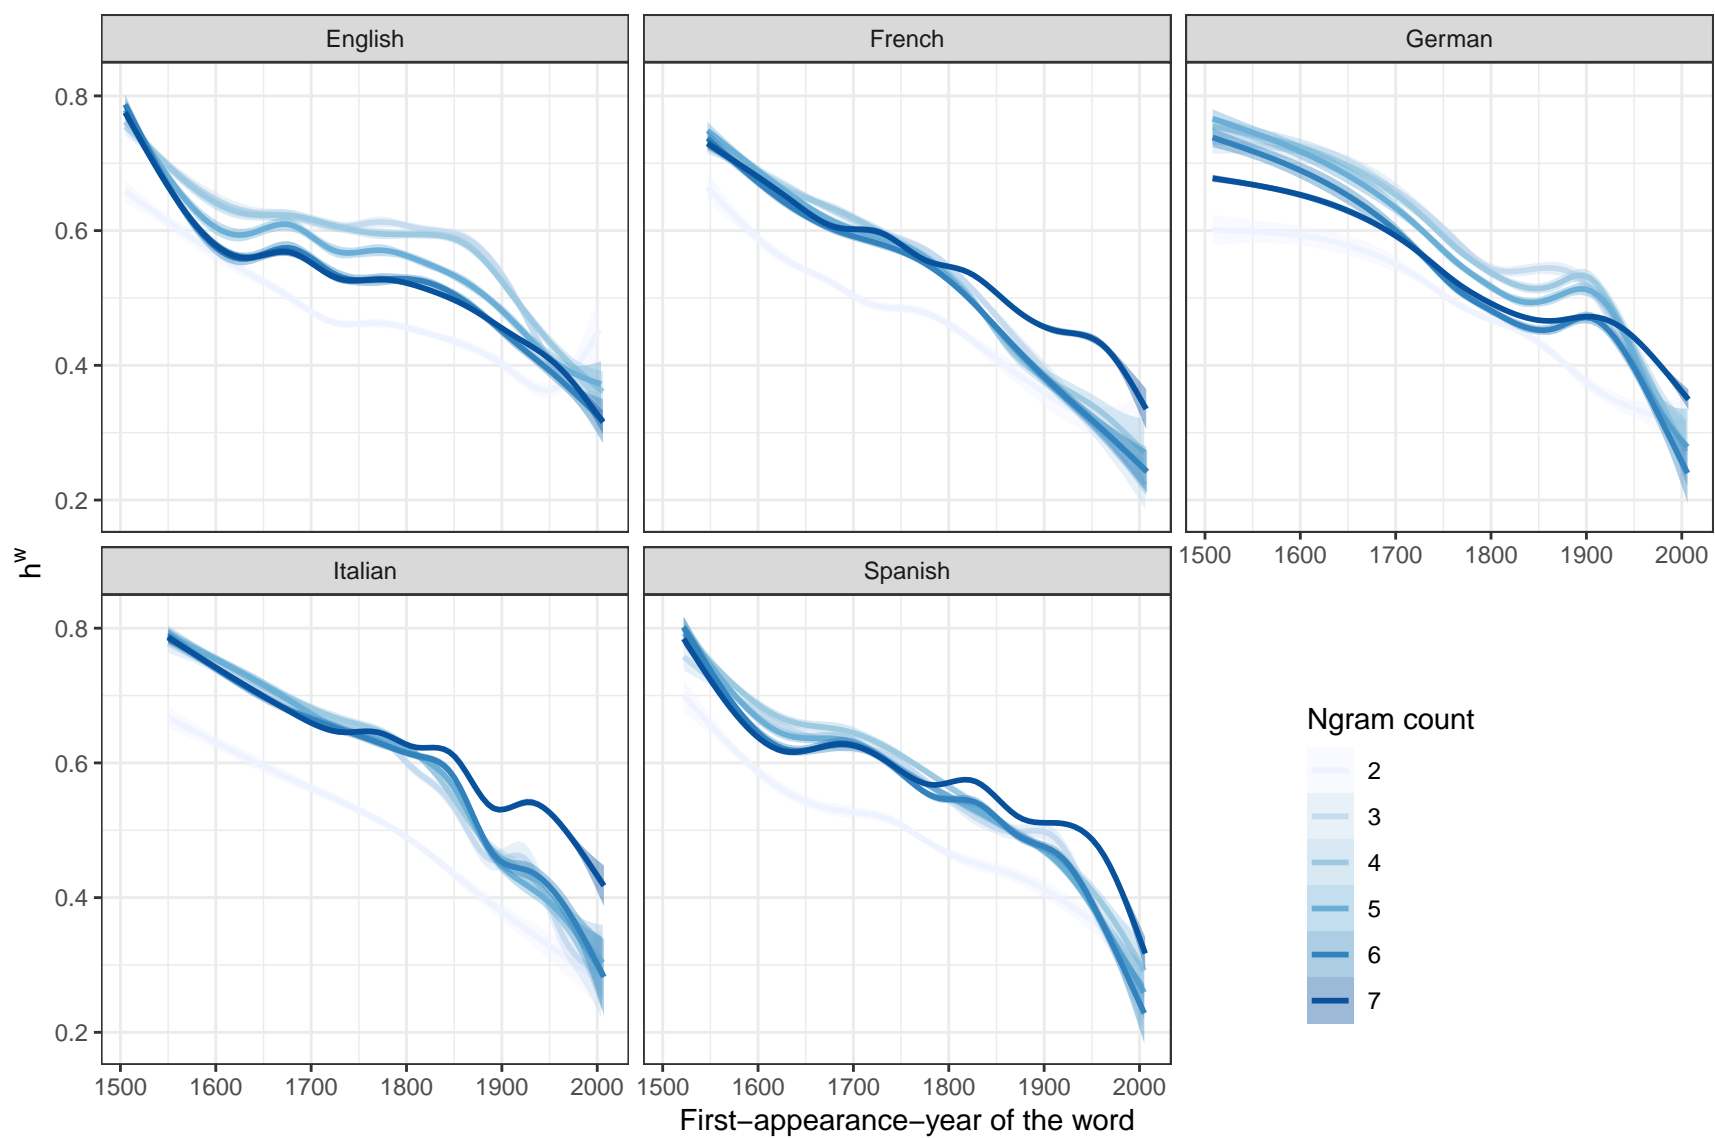 English
French
German
0.8
0.6
0.4
0.2
1500 1600 1700 1800 1900 2000
h^w
Italian
Spanish
0.8
0.6
0.4
0.2
1500 1600 1700 1800 1900 2000
1500 1600 1700 1800 1900 2000
First−appearance−year of the word
Ngram count
2
3
4
5
6
7